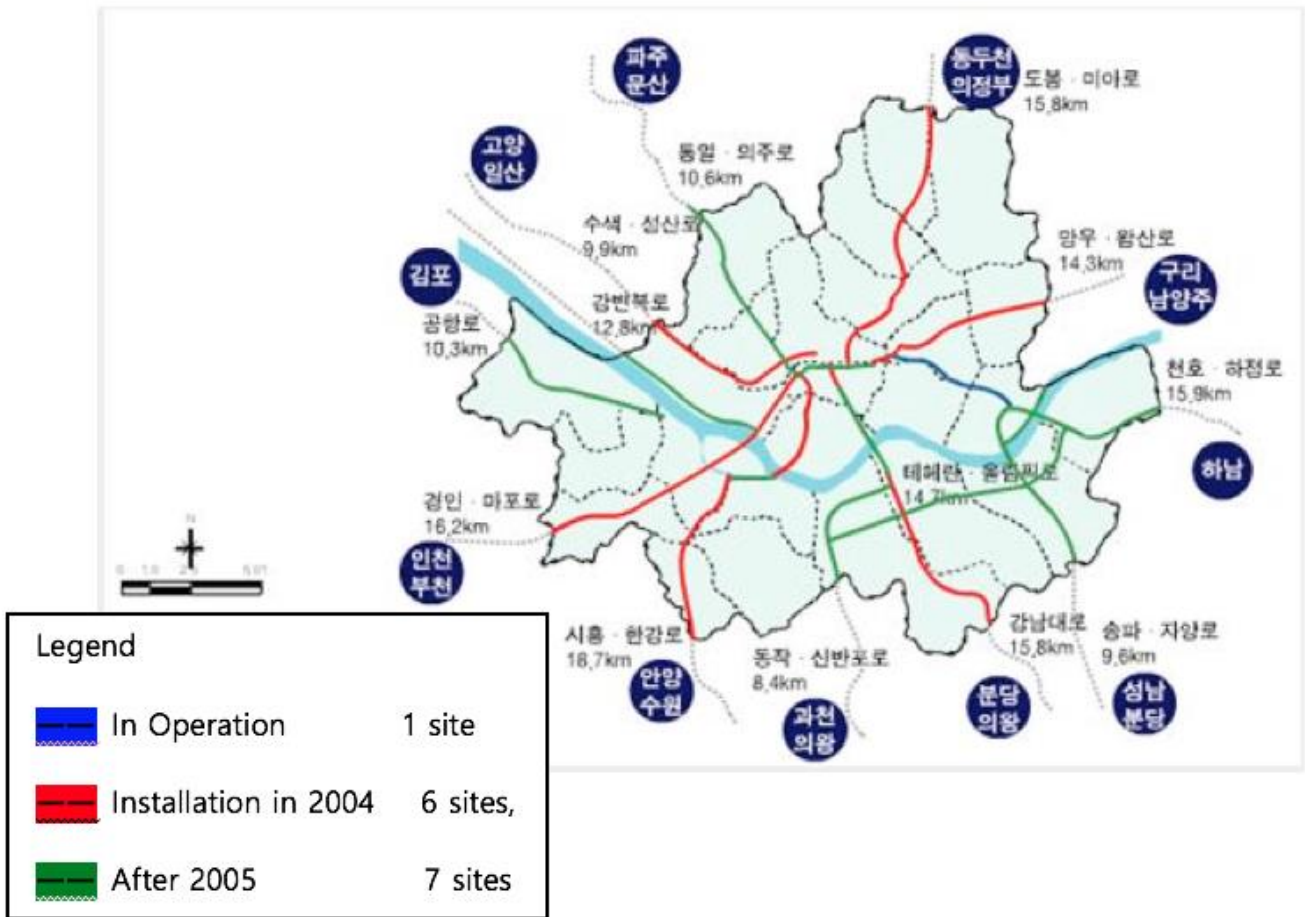 파주
문산
동두천
의정부
도봉 · 미아로
15,8km
고양
일산
통일 · 의주로
10,6km
수색 · 성산로
9,9km
망우 · 왕산로
14,3km
구리
남양주
김포
강변북로
12,8km
공항로
10,3km
천호 · 하정로
15,9km
하남
테헤란 · 올림픽로
14,7km
경인 · 마포로
16,2km
인천
부천
N
시흥 · 한강로
18,7km
안양
수원
동작 · 신반포로
8,4km
과천
의왕
강남대로
15,8km
분당
의왕
송파 · 자양로
9,6km
성남
분당
Legend
In Operation 1 site
Installation in 2004 6 sites,
After 2005 7 sites